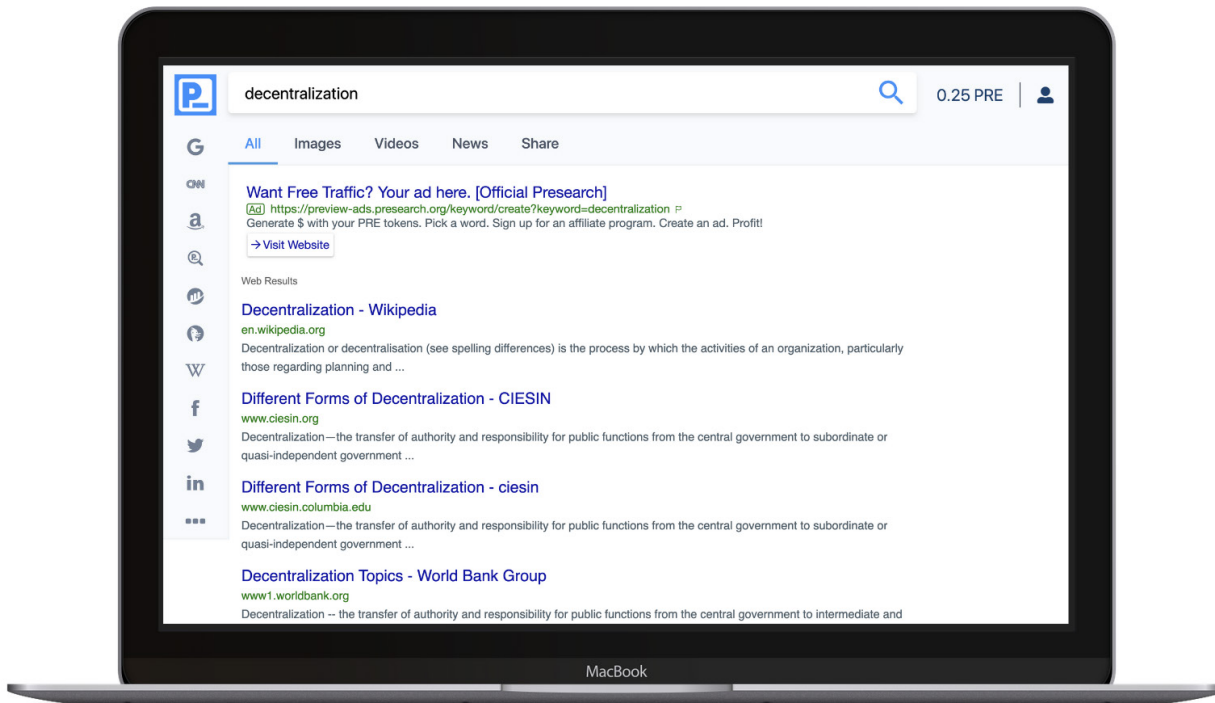 P_
decentralization
0.25 PRE
All Images Videos News Share
G
CNN
a
W
f
in
Want Free Traffic? Your ad here. [Official Presearch]
Ad https://preview-ads.presearch.org/keyword/create?keyword=decentralization
Generate $ with your PRE tokens. Pick a word. Sign up for an affiliate program. Create an ad. Profit!
→ Visit Website
Web Results
Decentralization - Wikipedia
en.wikipedia.org
Decentralization or decentralisation (see spelling differences) is the process by which the activities of an organization, particularly
those regarding planning and ...
Different Forms of Decentralization - CIESIN
www.ciesin.org
Decentralization—the transfer of authority and responsibility for public functions from the central government to subordinate or
quasi-independent government ...
Different Forms of Decentralization - ciesin
www.ciesin.columbia.edu
Decentralization—the transfer of authority and responsibility for public functions from the central government to subordinate or
quasi-independent government ...
Decentralization Topics - World Bank Group
www1.worldbank.org
Decentralization -- the transfer of authority and responsibility for public functions from the central government to intermediate and
MacBook